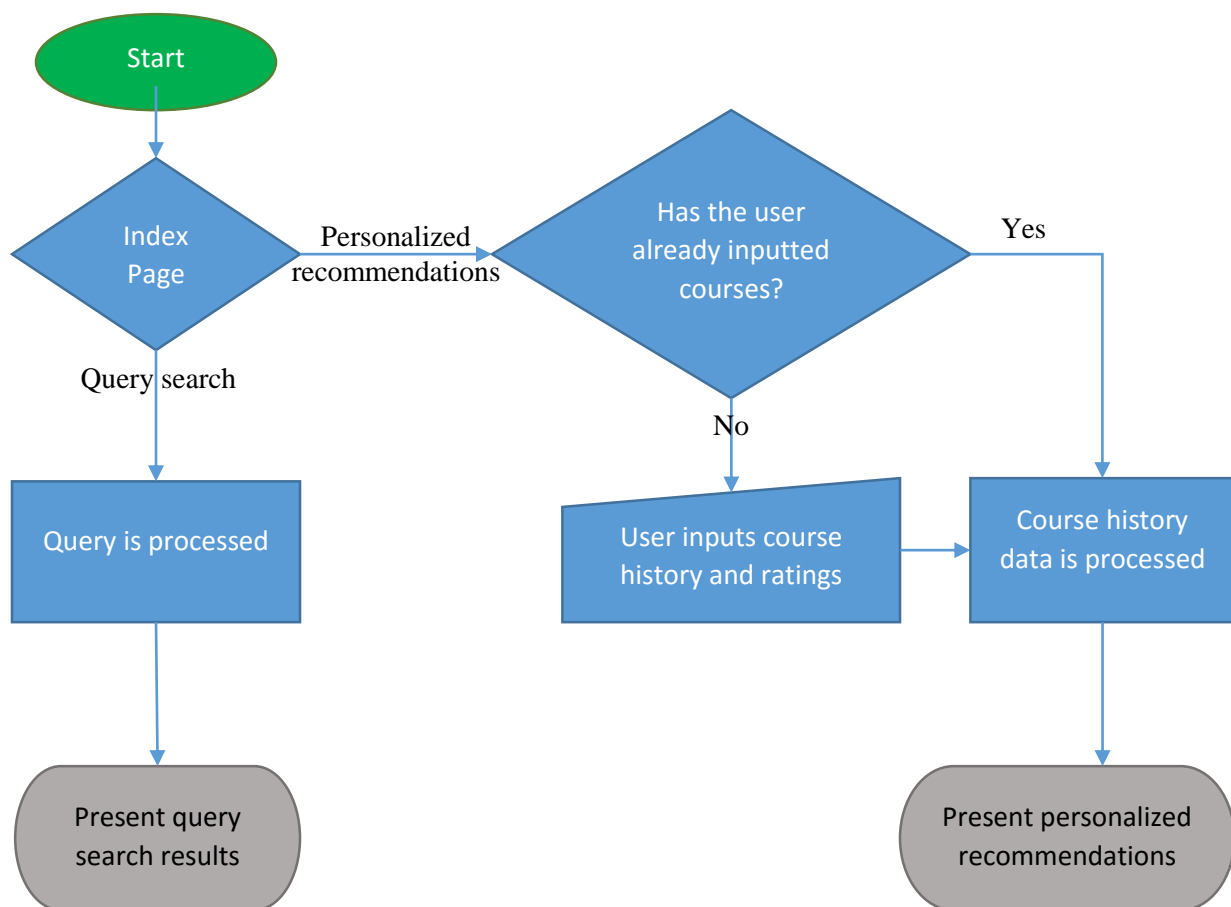 Start
Index
Page
Personalized
recommendations
Has the user
already inputted
courses?
Yes
Query search
No
Query is processed
User inputs course
history and ratings
Course history
data is processed
Present query
search results
Present personalized
recommendations